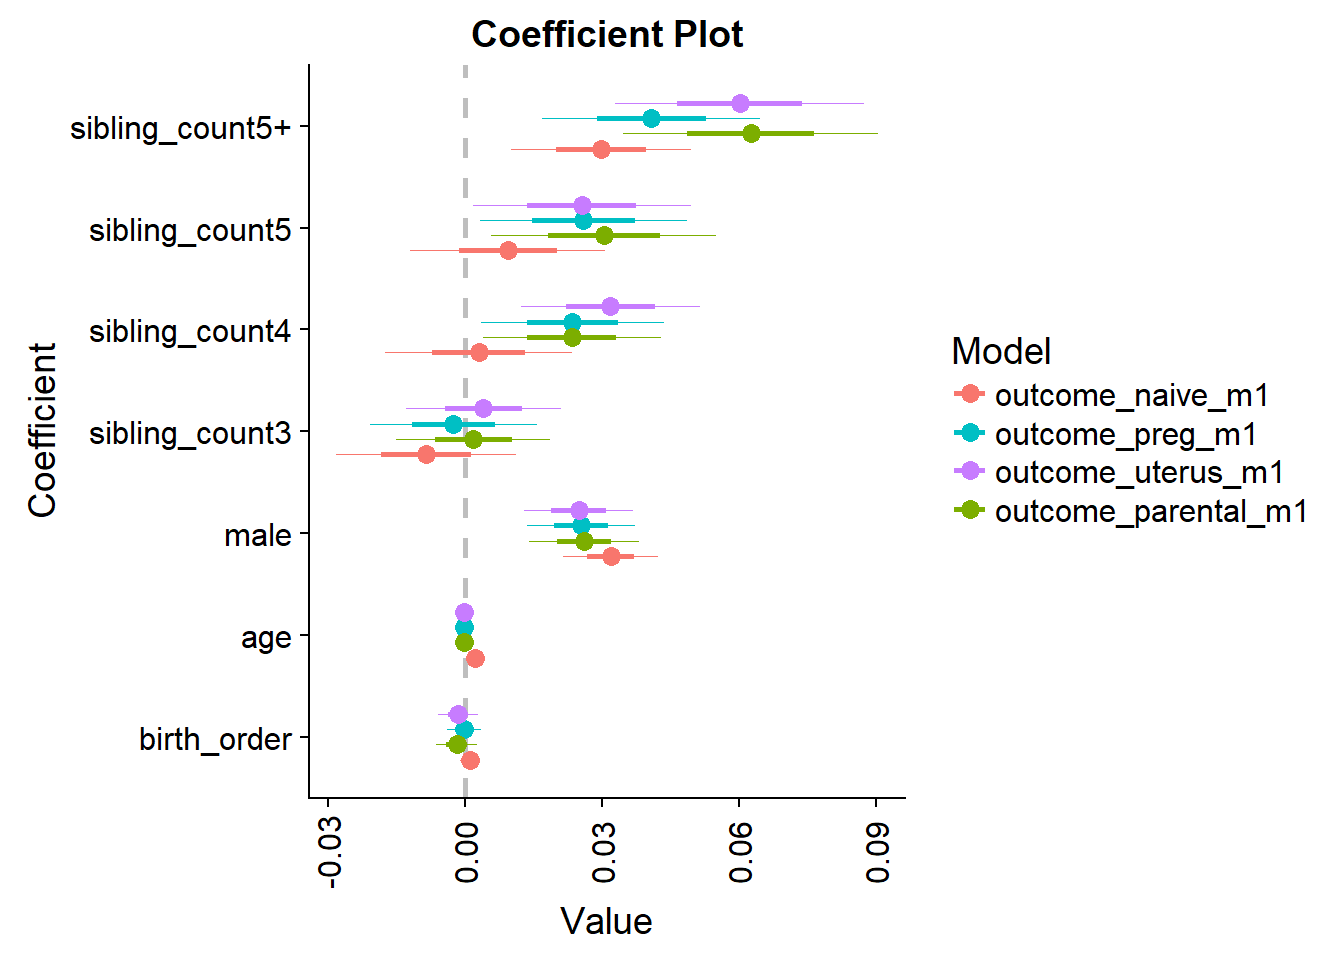 Coefficient Plot
sibling_count5+
sibling_count5
sibling_count4
sibling_count3
male
age
birth_order
Coefficient
-0.03
0.00
0.03
0.06
0.09
Value
Model
outcome_naive_m1
outcome_preg_m1
outcome_uterus_m1
outcome_parental_m1